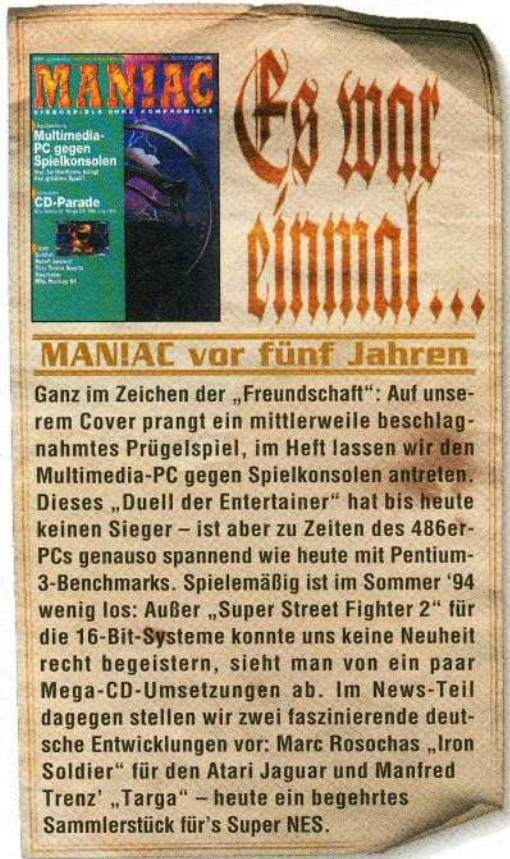 MAN!AC
Multimedia-
PC gegen
Spielkonsolen
CD-Parade
Es war
einmal...
MAN!AC vor fünf Jahren
Ganz im Zeichen der „Freundschaft“: Auf unse-
rem Cover prangt ein mittlerweile beschlag-
nahmtes Prügelspiel, im Heft lassen wir den
Multimedia-PC gegen Spielkonsolen antreten.
Dieses „Duell der Entertainer“ hat bis heute
keinen Sieger – ist aber zu Zeiten des 486er-
PCs genauso spannend wie heute mit Pentium-
3-Benchmarks. Spielemäßig ist im Sommer '94
wenig los: Außer „Super Street Fighter 2“ für
die 16-Bit-Systeme konnte uns keine Neuheit
recht begeistern, sieht man von ein paar
Mega-CD-Umsetzungen ab. Im News-Teil
dagegen stellen wir zwei faszinierende deut-
sche Entwicklungen vor: Marc Rosochas „Iron
Soldier“ für den Atari Jaguar und Manfred
Trenz’ „Targa“ – heute ein begehrtes
Sammlerstück für's Super NES.